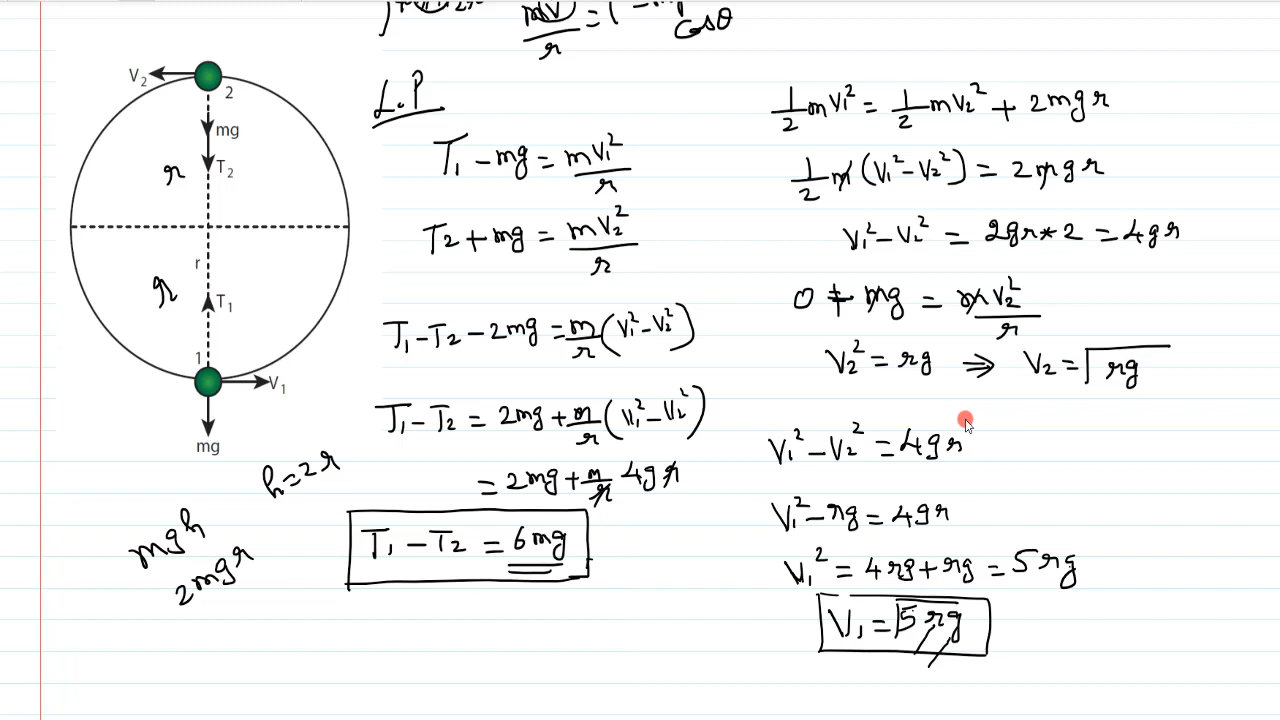 mv/r = T - mg cosθ
V₂
2
mg
T₂
r
r
r
T₁
1
V₁
mg
h=2r
mgh
2mgr
L.P
T₁ - mg = mv₁²/r
T₂ + mg = mv₂²/r
T₁ - T₂ - 2mg = m/r (v₁² - v₂²)
T₁ - T₂ = 2mg + m/r (v₁² - v₂²)
= 2mg + m/r 4gr
T₁ - T₂ = 6mg
1/2 mv₁² = 1/2 mv₂² + 2mgr
1/2 m (v₁² - v₂²) = 2mgr
v₁² - v₂² = 2gr*2 = 4gr
0 + mg = mv₂²/r
v₂² = rg ⇒ v₂ = √rg
v₁² - v₂² = 4gr
v₁² - rg = 4gr
v₁² = 4rg + rg = 5rg
v₁ = √5rg